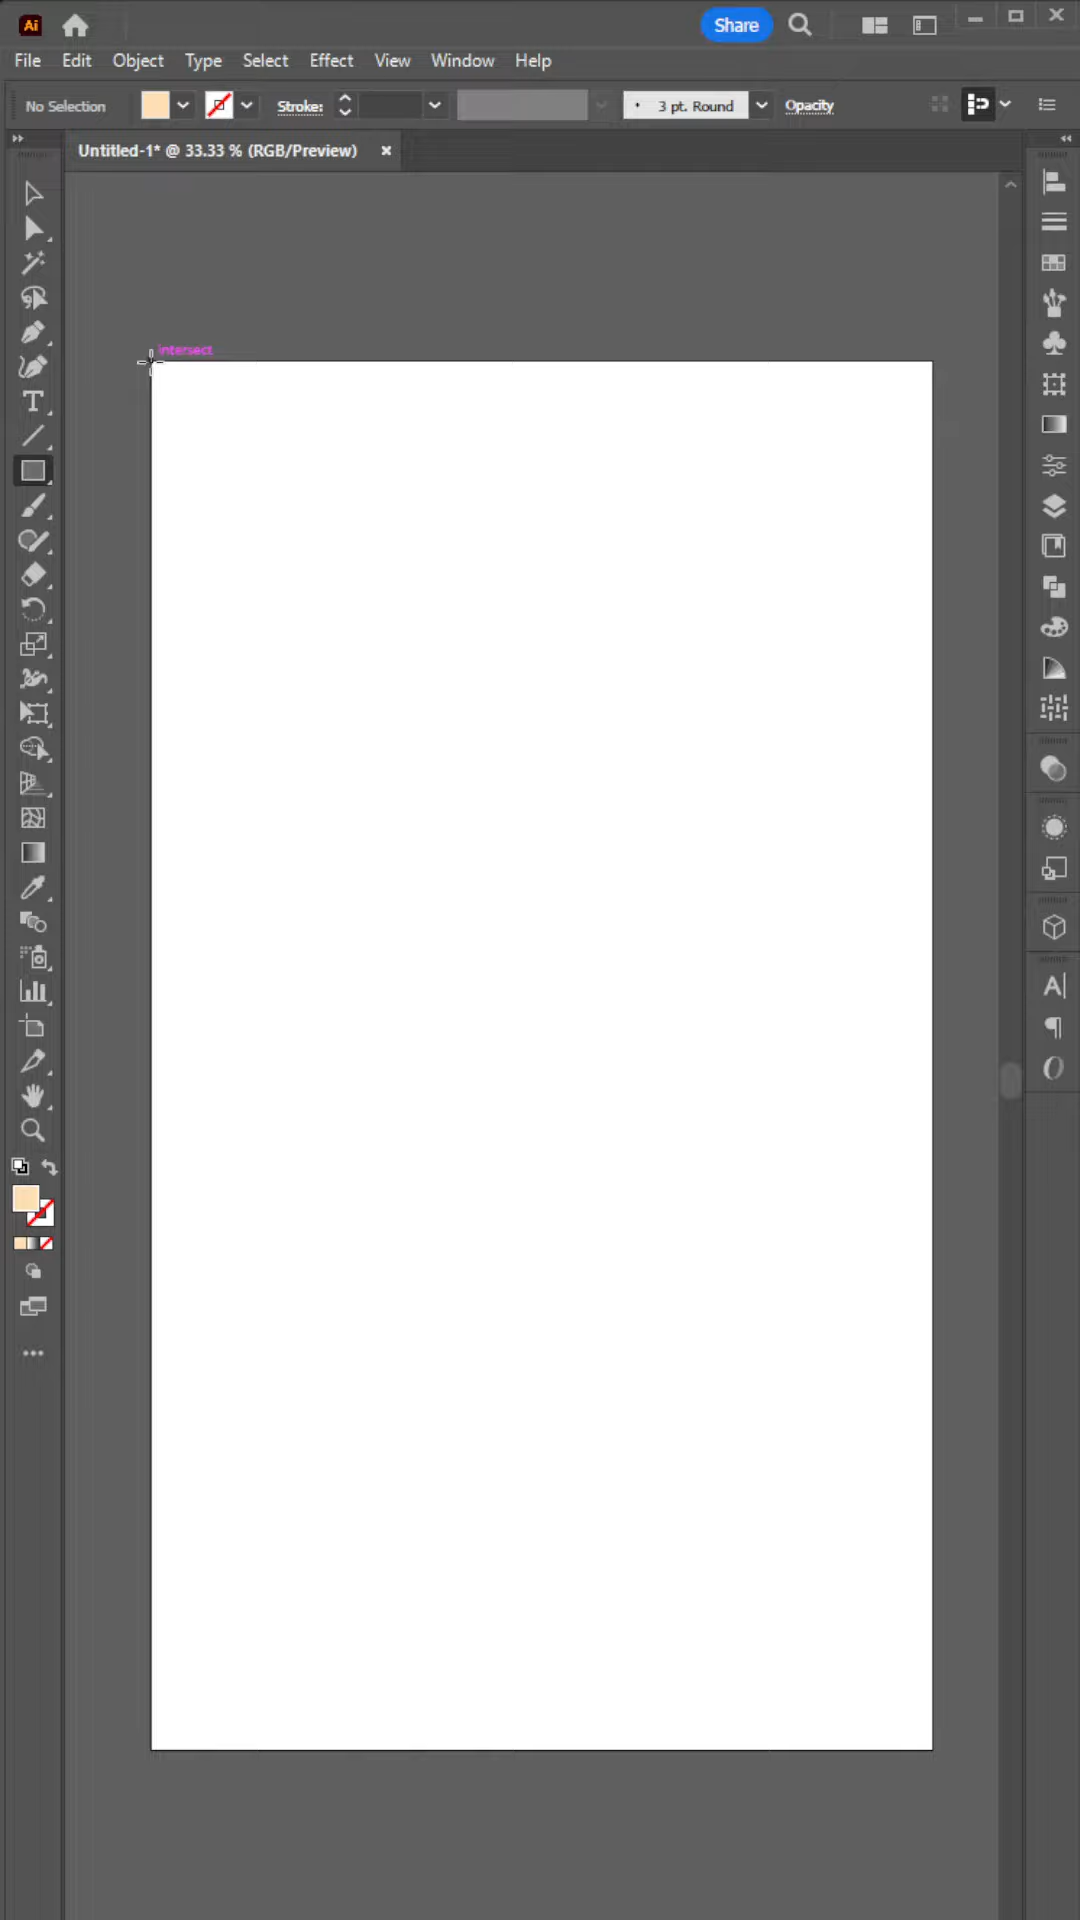 Ai
Share
File Edit Object Type Select Effect View Window Help
No Selection Stroke: 3 pt. Round Opacity
Untitled-1* @ 33.33 % (RGB/Preview) ×
intersect